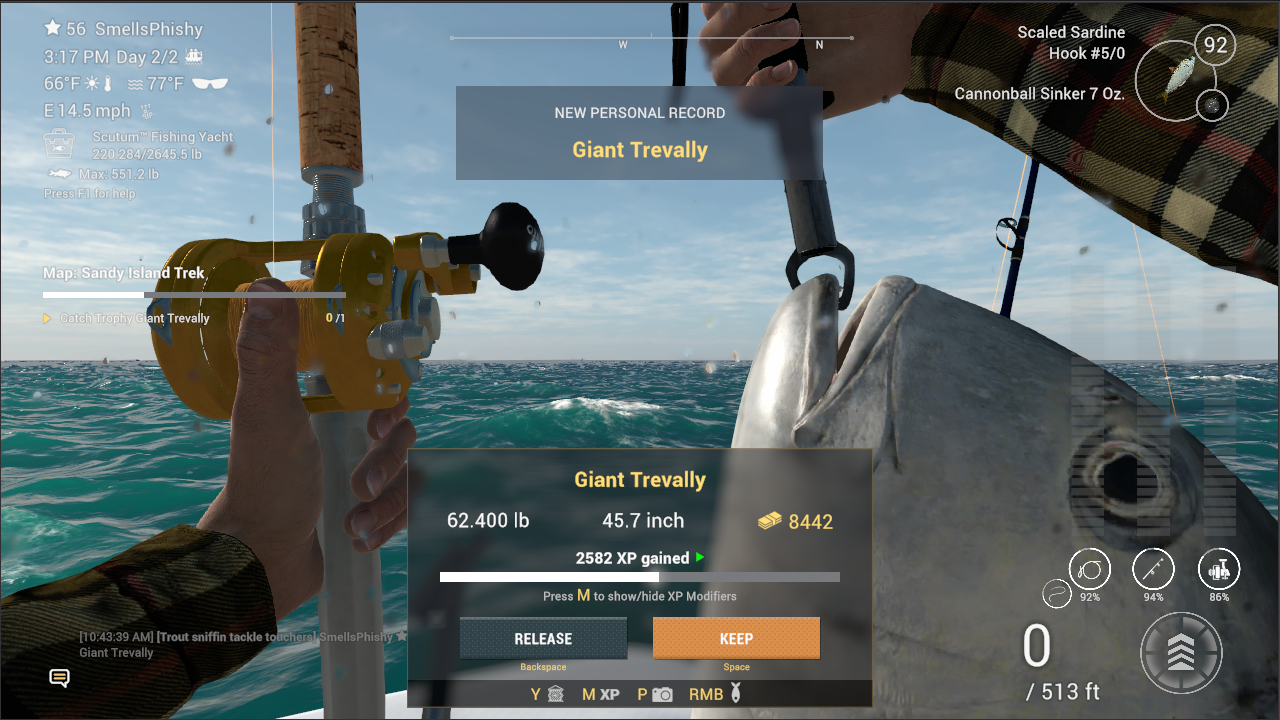 56 SmellsPhishy
3:17 PM Day 2/2
66°F 77°F
E 14.5 mph
Scutum™ Fishing Yacht
220.284/2645.5 lb
Max: 551.2 lb
Press F1 for help
Map: Sandy Island Trek
Catch Trophy Giant Trevally 0 /1
W N
NEW PERSONAL RECORD
Giant Trevally
Scaled Sardine
Hook #5/0
92
Cannonball Sinker 7 Oz.
Giant Trevally
62.400 lb 45.7 inch 8442
2582 XP gained
Press M to show/hide XP Modifiers
RELEASE KEEP
Backspace Space
Y M XP P RMB
[10:43:39 AM] [Trout sniffin tackle touchers] SmellsPhishy
Giant Trevally
92% 94% 86%
0
/ 513 ft